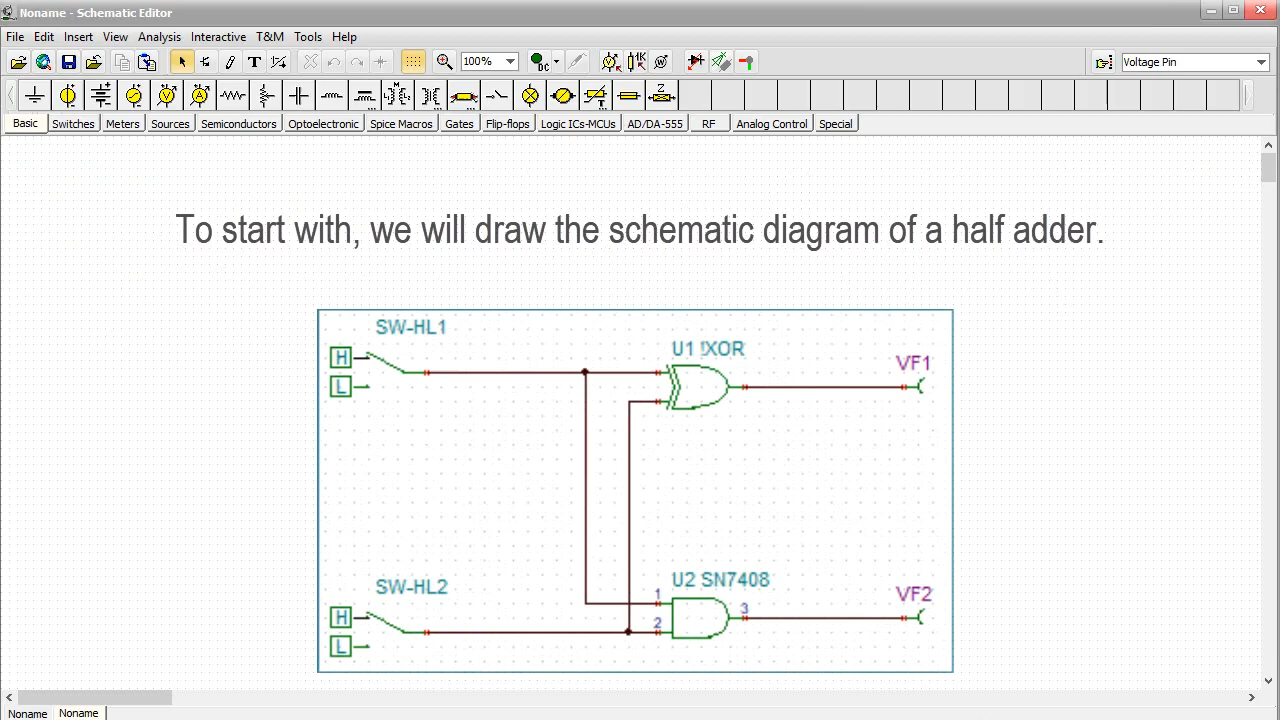 Noname - Schematic Editor
File Edit Insert View Analysis Interactive T&M Tools Help
T 100% DC 1K Voltage Pin
V A Z
Basic Switches Meters Sources Semiconductors Optoelectronic Spice Macros Gates Flip-flops Logic ICs-MCUs AD/DA-555 RF Analog Control Special
To start with, we will draw the schematic diagram of a half adder.
SW-HL1
U1 !XOR
H
VF1
L
SW-HL2
U2 SN7408
1
VF2
3
H
2
L
Noname Noname